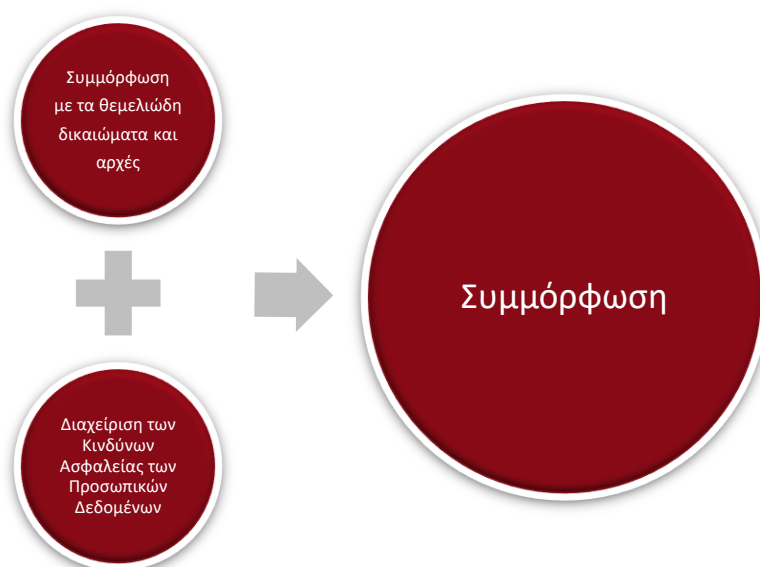 Συμμόρφωση
με τα θεμελιώδη
δικαιώματα και
αρχές
Συμμόρφωση
Διαχείριση των
Κινδύνων
Ασφαλείας των
Προσωπικών
Δεδομένων